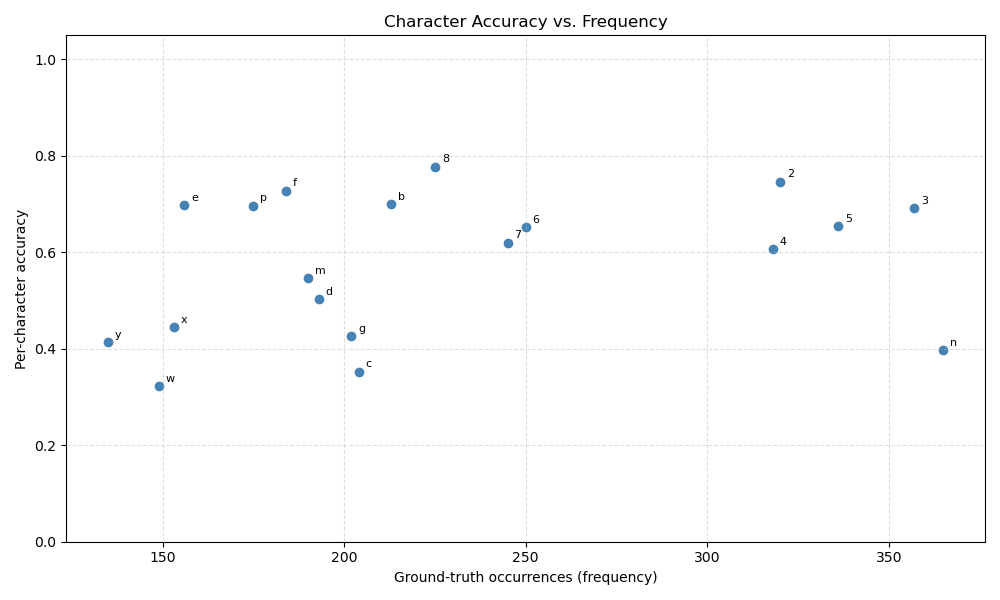 Character Accuracy vs. Frequency
1.0
0.8
0.6
0.4
0.2
0.0
Per-character accuracy
8
2
f
e
p
b
3
6
5
7
4
m
d
x
g
y
n
c
w
150 200 250 300 350
Ground-truth occurrences (frequency)